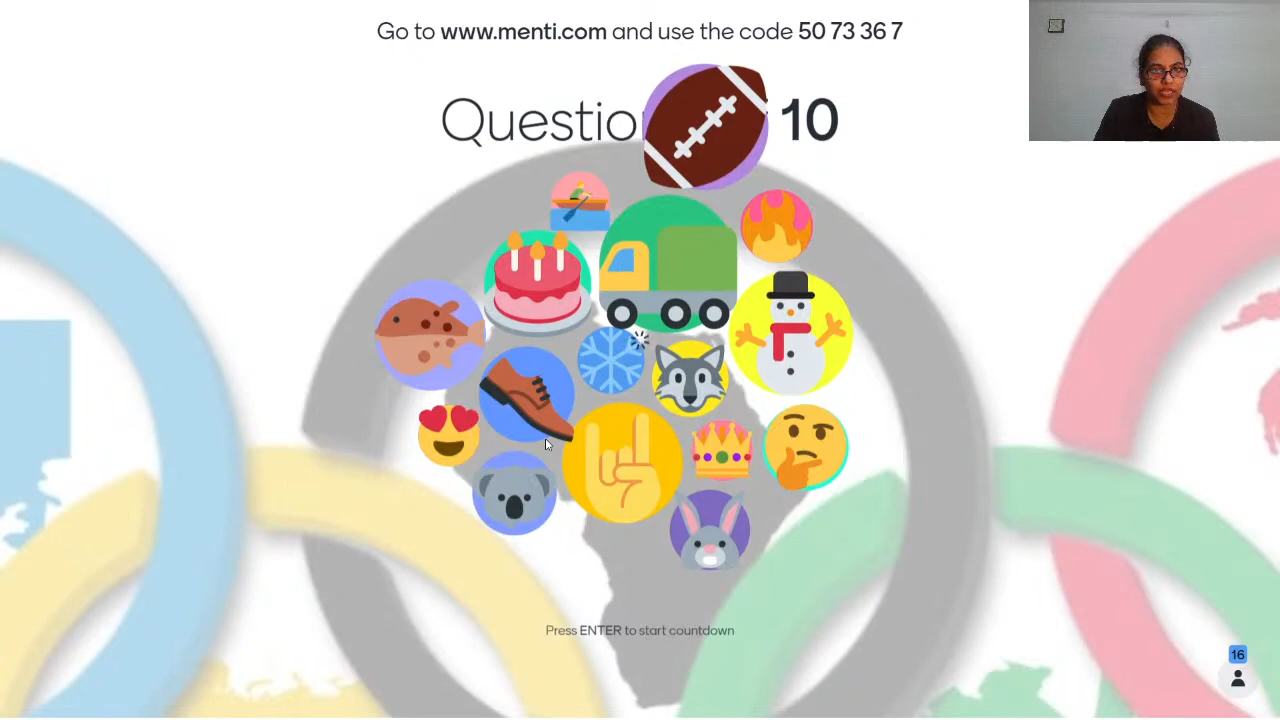 Go to www.menti.com and use the code 50 73 36 7
Questio 10
Press ENTER to start countdown
16